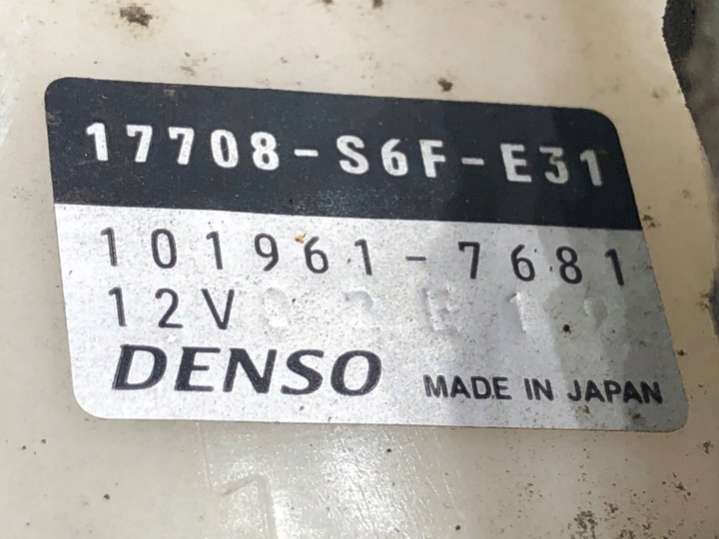 17708-S6F-E31
101961-7681
12V
DENSO
MADE IN JAPAN